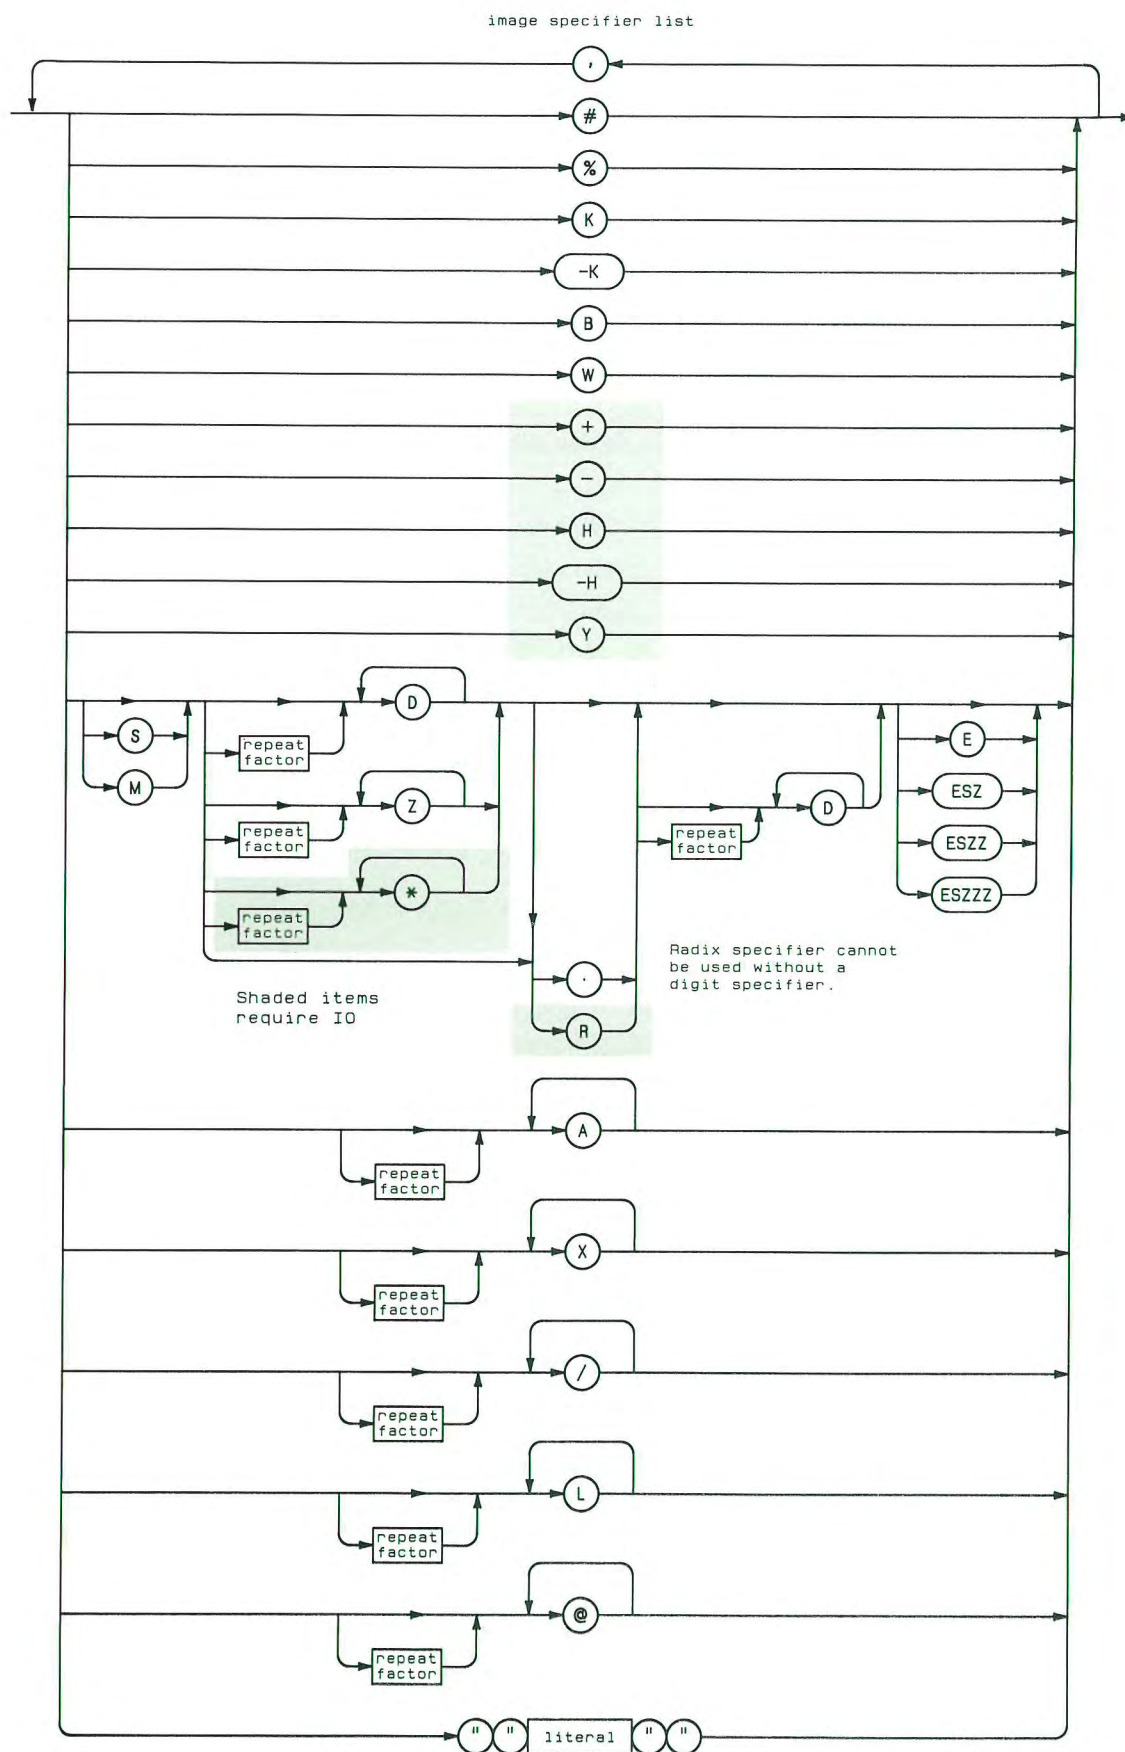 image specifier list
,
#
%
K
-K
B
W
+
-
H
-H
Y
D
S
repeat
factor
E
M
Z
D
ESZ
repeat
factor
repeat
factor
ESZZ
*
ESZZZ
repeat
factor
Radix specifier cannot
be used without a
digit specifier.
.
Shaded items
require IO
R
A
repeat
factor
X
repeat
factor
/
repeat
factor
L
repeat
factor
@
repeat
factor
" " literal " "